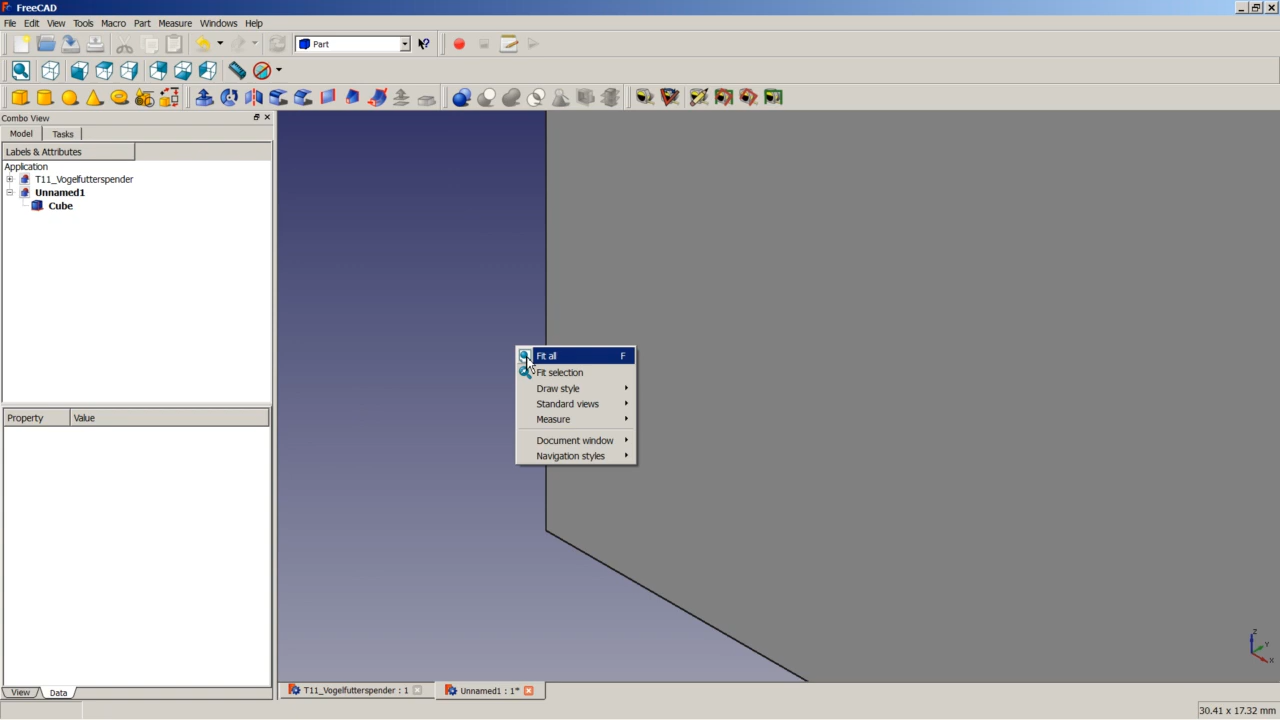 FreeCAD
File Edit View Tools Macro Part Measure Windows Help
Part
Combo View
Model Tasks
Labels & Attributes
Application
T11_Vogelfutterspender
Unnamed1
Cube
Fit all F
Fit selection
Draw style
Standard views
Measure
Document window
Navigation styles
Property Value
Z
Y
X
View Data
T11_Vogelfutterspender : 1 Unnamed1 : 1*
30.41 x 17.32 mm